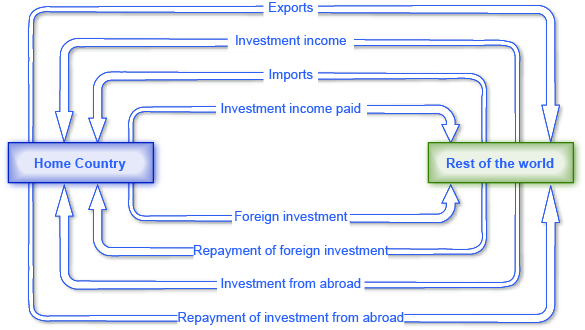 Exports
Investment income
Imports
Investment income paid
Home Country
Rest of the world
Foreign investment
Repayment of foreign investment
Investment from abroad
Repayment of investment from abroad